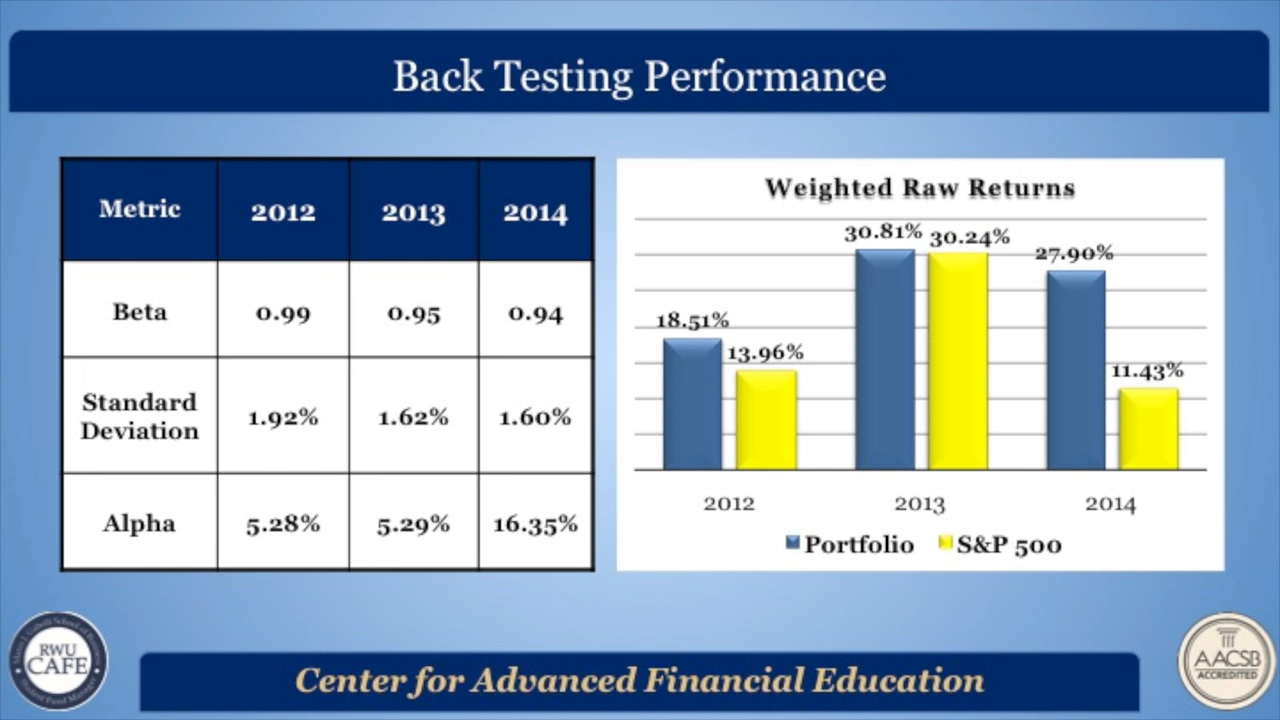 Back Testing Performance
Metric 2012 2013 2014
Beta 0.99 0.95 0.94
Standard
Deviation 1.92% 1.62% 1.60%
Alpha 5.28% 5.29% 16.35%
Weighted Raw Returns
30.81% 30.24%
27.90%
18.51%
13.96%
11.43%
2012 2013 2014
Portfolio S&P 500
RWU
CAFE
Center for Advanced Financial Education
AACSB
ACCREDITED